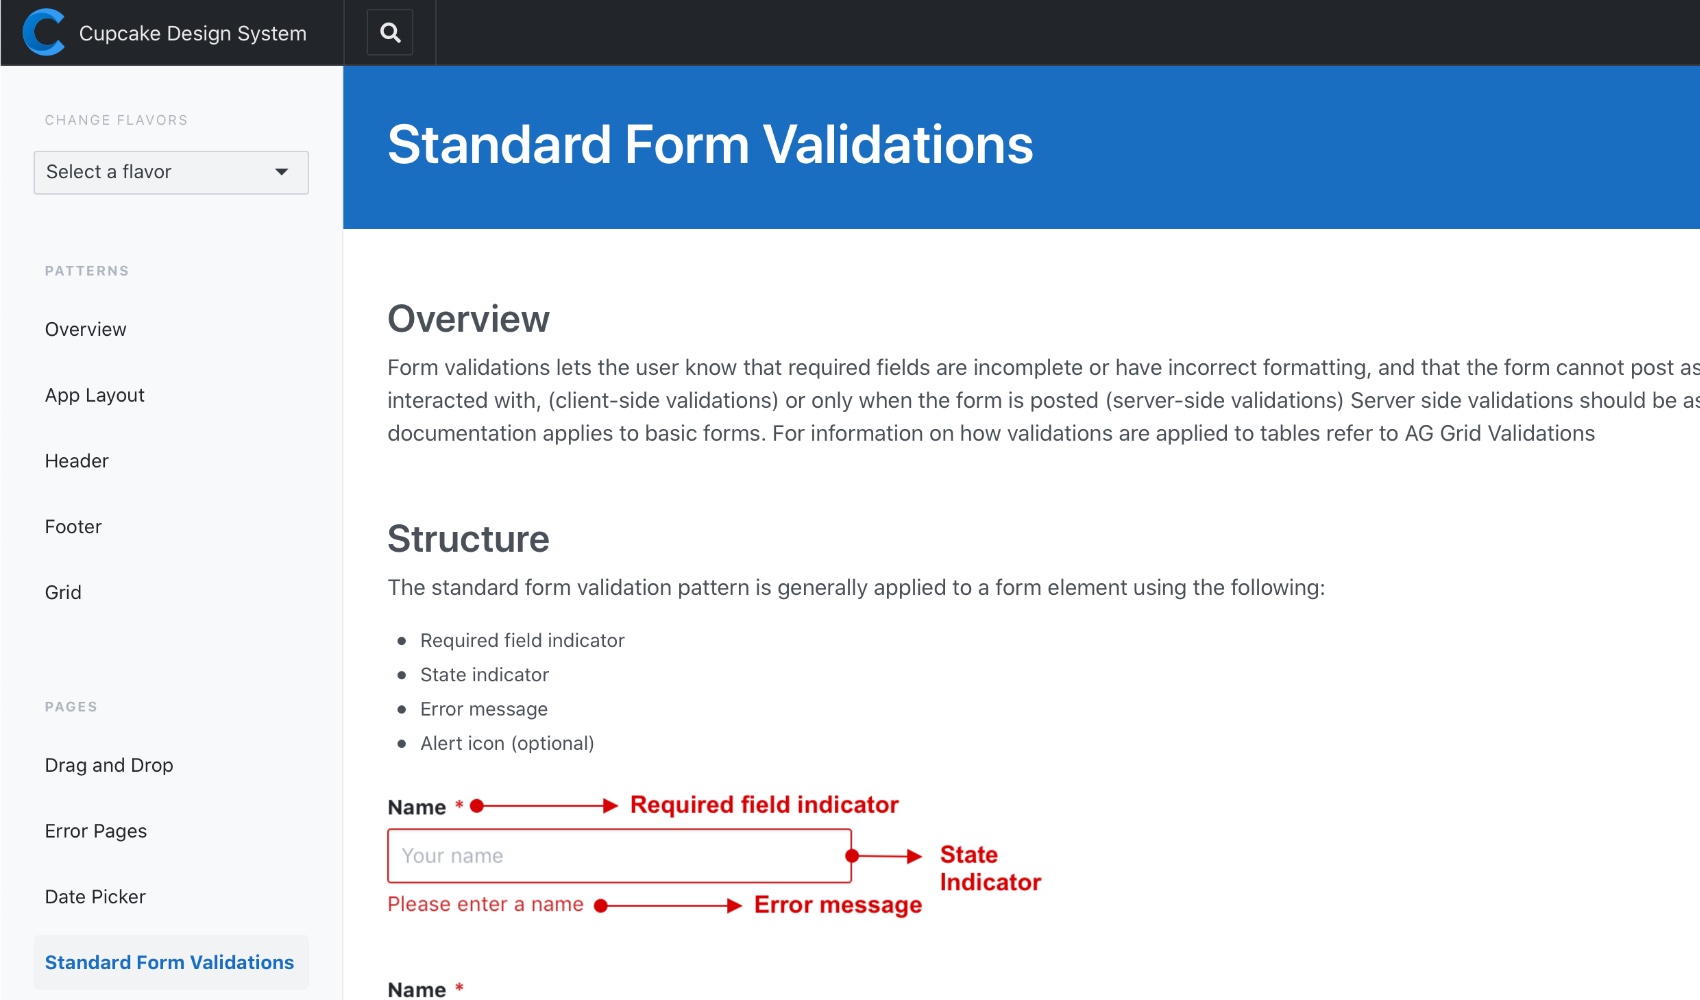 Cupcake Design System
CHANGE FLAVORS
Select a flavor
PATTERNS
Overview
App Layout
Header
Footer
Grid
PAGES
Drag and Drop
Error Pages
Date Picker
Standard Form Validations
Standard Form Validations
Overview
Form validations lets the user know that required fields are incomplete or have incorrect formatting, and that the form cannot post as
interacted with, (client-side validations) or only when the form is posted (server-side validations) Server side validations should be as
documentation applies to basic forms. For information on how validations are applied to tables refer to AG Grid Validations
Structure
The standard form validation pattern is generally applied to a form element using the following:
• Required field indicator
• State indicator
• Error message
• Alert icon (optional)
Name * Required field indicator
Your name
State
Indicator
Please enter a name Error message
Name *